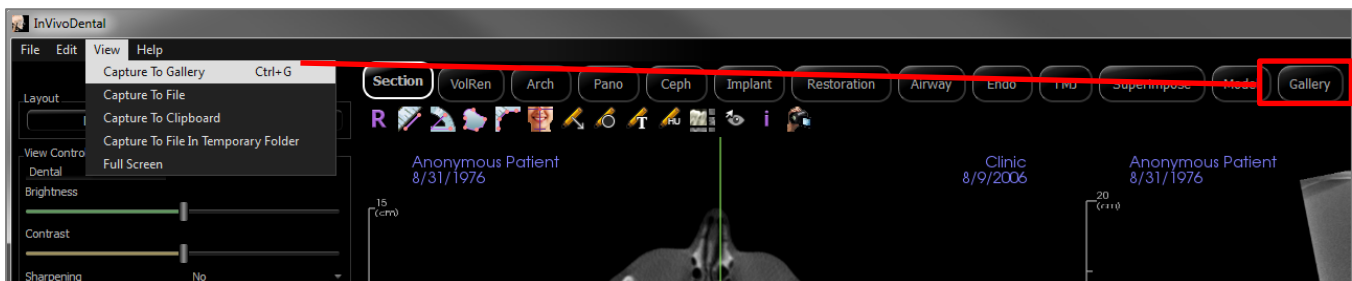 InVivoDental
File Edit View Help
Capture To Gallery Ctrl+G
Capture To File
Capture To Clipboard
Capture To File In Temporary Folder
Full Screen
Layout
View Contro
Dental
Brightness
Contrast
Sharpening No
Section VolRen Arch Pano Ceph Implant Restoration Airway Endo TMJ Superimpose Model Gallery
R T HU i
Anonymous Patient
8/31/1976
Clinic
8/9/2006
Anonymous Patient
8/31/1976
15
(cm)
20
(cm)